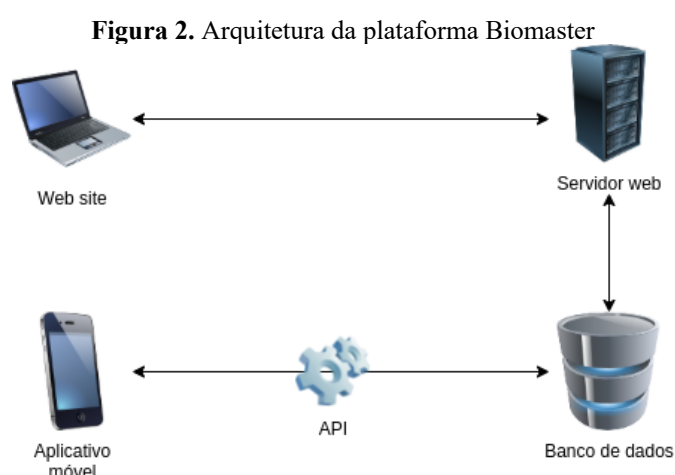 Figura 2. Arquitetura da plataforma Biomaster
Web site
Servidor web
API
Aplicativo
móvel
Banco de dados